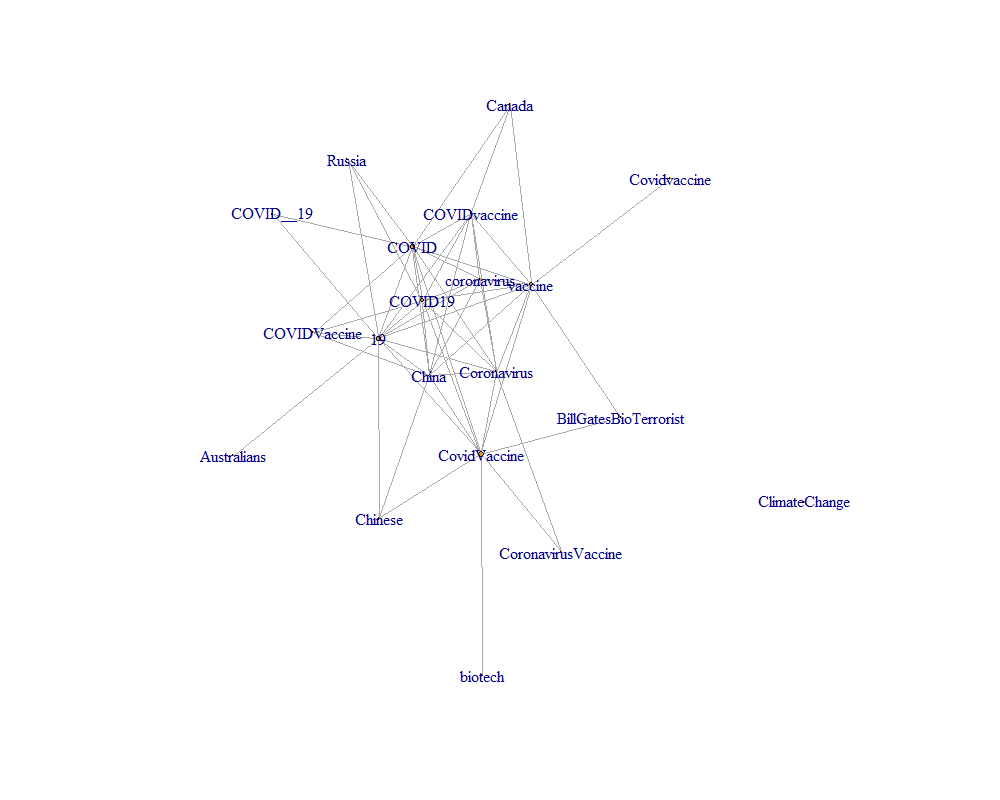 Canada
Russia
Covidvaccine
COVID__19
COVIDvaccine
COVID
coronavirus
vaccine
COVID19
COVIDVaccine
19
China
Coronavirus
BillGatesBioTerrorist
Australians
CovidVaccine
ClimateChange
Chinese
CoronavirusVaccine
biotech